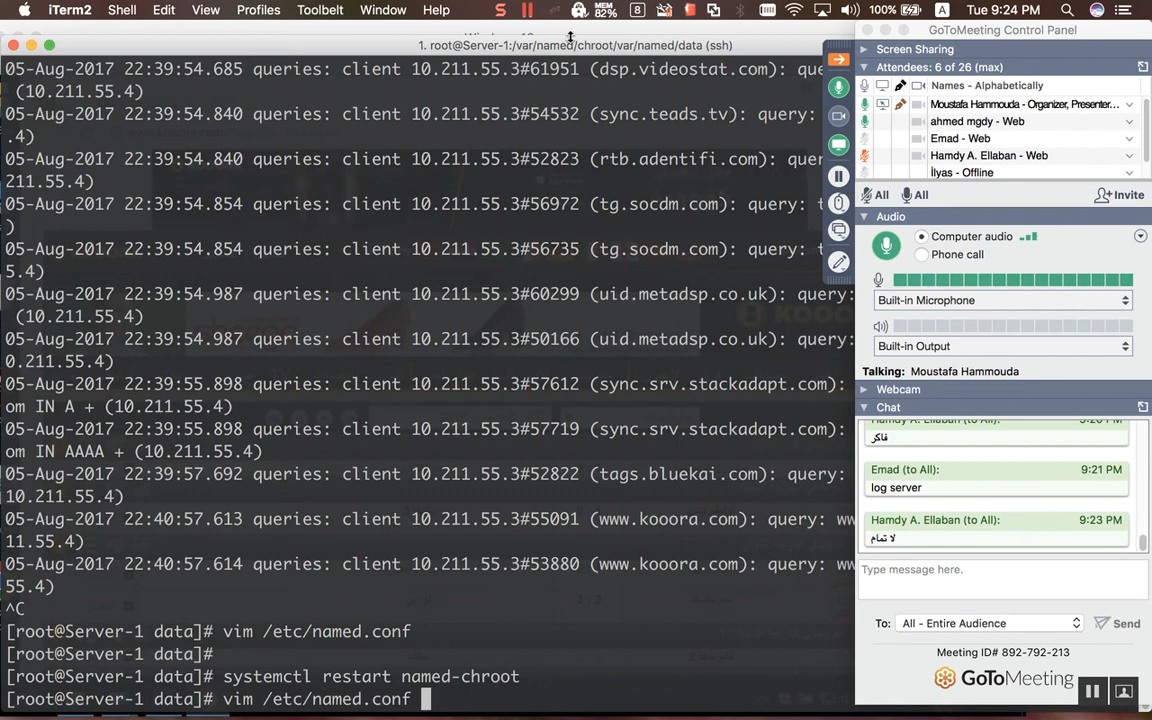 iTerm2 Shell Edit View Profiles Toolbelt Window Help
MEM 82% 8 100% A Tue 9:24 PM
1. root@Server-1:/var/named/chroot/var/named/data (ssh)
05-Aug-2017 22:39:54.685 queries: client 10.211.55.3#61951 (dsp.videostat.com): que
(10.211.55.4)
05-Aug-2017 22:39:54.840 queries: client 10.211.55.3#54532 (sync.teads.tv): query:
.4)
05-Aug-2017 22:39:54.840 queries: client 10.211.55.3#52823 (rtb.adentifi.com): quer
211.55.4)
05-Aug-2017 22:39:54.854 queries: client 10.211.55.3#56972 (tg.socdm.com): query: t
)
05-Aug-2017 22:39:54.854 queries: client 10.211.55.3#56735 (tg.socdm.com): query: t
5.4)
05-Aug-2017 22:39:54.987 queries: client 10.211.55.3#60299 (uid.metadsp.co.uk): query:
(10.211.55.4)
05-Aug-2017 22:39:54.987 queries: client 10.211.55.3#50166 (uid.metadsp.co.uk): query:
0.211.55.4)
05-Aug-2017 22:39:55.898 queries: client 10.211.55.3#57612 (sync.srv.stackadapt.com):
om IN A + (10.211.55.4)
05-Aug-2017 22:39:55.898 queries: client 10.211.55.3#57719 (sync.srv.stackadapt.com):
om IN AAAA + (10.211.55.4)
05-Aug-2017 22:39:57.692 queries: client 10.211.55.3#52822 (tags.bluekai.com): query:
10.211.55.4)
05-Aug-2017 22:40:57.613 queries: client 10.211.55.3#55091 (www.kooora.com): query: ww
11.55.4)
05-Aug-2017 22:40:57.614 queries: client 10.211.55.3#53880 (www.kooora.com): query: ww
55.4)
^C
[root@Server-1 data]# vim /etc/named.conf
[root@Server-1 data]#
[root@Server-1 data]# systemctl restart named-chroot
[root@Server-1 data]# vim /etc/named.conf
GoToMeeting Control Panel
Screen Sharing
Attendees: 6 of 26 (max)
Names - Alphabetically
Moustafa Hammouda - Organizer, Presenter...
ahmed mgdy - Web
Emad - Web
Hamdy A. Ellaban - Web
İlyas - Offline
All All Invite
Audio
Computer audio
Phone call
Built-in Microphone
Built-in Output
Talking: Moustafa Hammouda
Webcam
Chat
Hamdy A. Ellaban (to All):
فاكر
Emad (to All): 9:21 PM
log server
Hamdy A. Ellaban (to All): 9:23 PM
لا تمام
Type message here.
To: All - Entire Audience Send
Meeting ID# 892-792-213
GoToMeeting